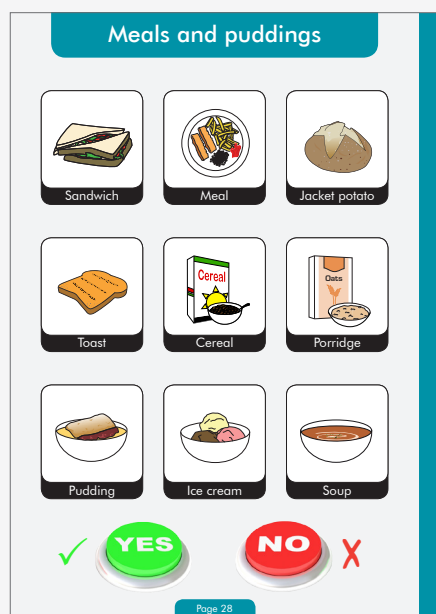 Meals and puddings
Sandwich
Meal
Jacket potato
Toast
Cereal
Cereal
Oats
Porridge
Pudding
Ice cream
Soup
YES
NO
Page 28